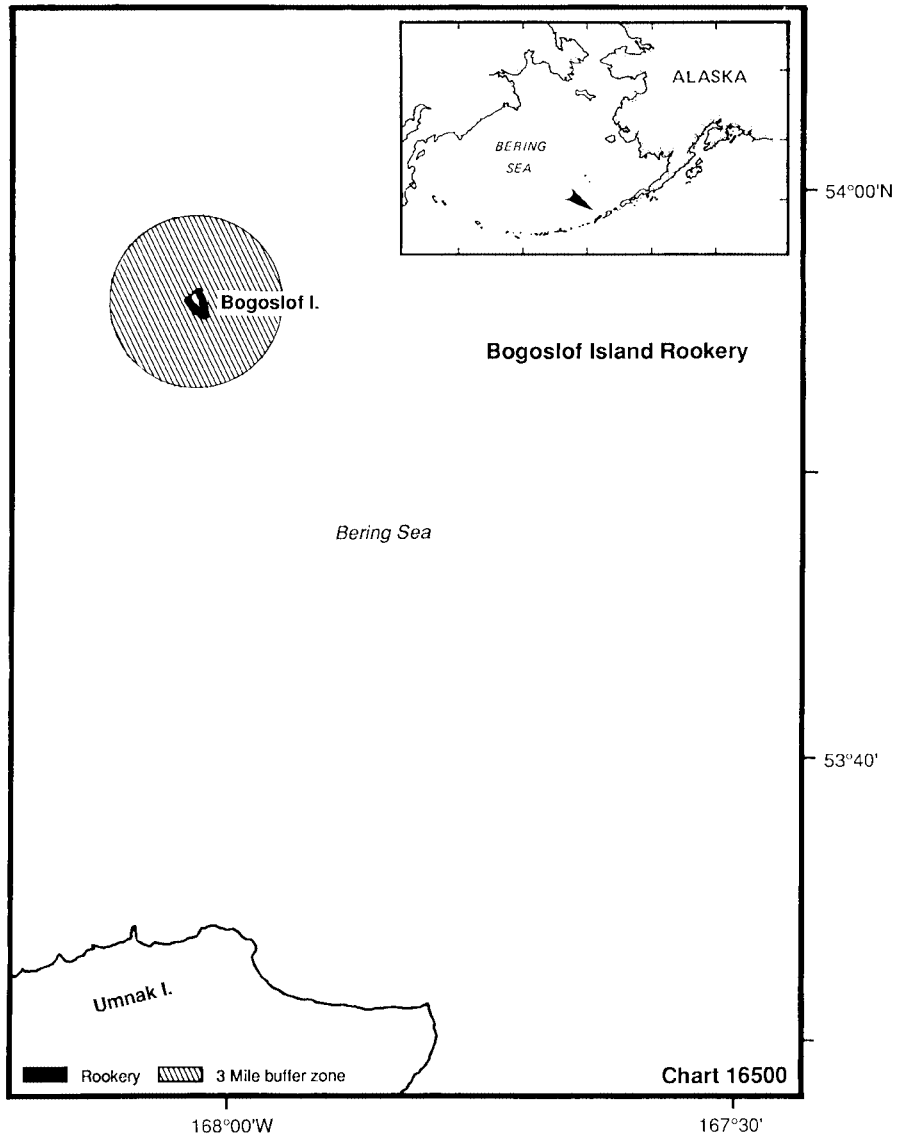 ALASKA
BERING
SEA
54°00'N
Bogoslof I.
Bogoslof Island Rookery
Bering Sea
53°40'
Umnak I.
Rookery
3 Mile buffer zone
Chart 16500
168°00'W
167°30'